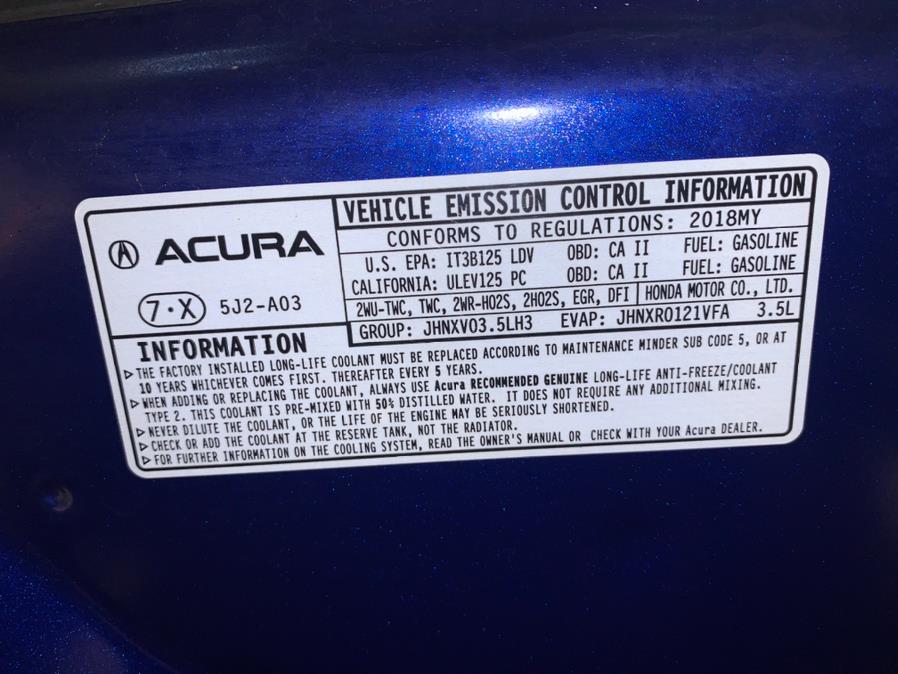 ACURA
7·X 5J2-A03
VEHICLE EMISSION CONTROL INFORMATION
CONFORMS TO REGULATIONS: 2018MY
U.S. EPA: IT3B125 LDV OBD: CA II FUEL: GASOLINE
CALIFORNIA: ULEV125 PC OBD: CA II FUEL: GASOLINE
2WU-TWC, TWC, 2WR-HO2S, 2HO2S, EGR, DFI HONDA MOTOR CO., LTD.
GROUP: JHNXV03.5LH3 EVAP: JHNXR0121VFA 3.5L
INFORMATION
▷THE FACTORY INSTALLED LONG-LIFE COOLANT MUST BE REPLACED ACCORDING TO MAINTENANCE MINDER SUB CODE 5, OR AT
10 YEARS WHICHEVER COMES FIRST. THEREAFTER EVERY 5 YEARS.
▷WHEN ADDING OR REPLACING THE COOLANT, ALWAYS USE Acura RECOMMENDED GENUINE LONG-LIFE ANTI-FREEZE/COOLANT
TYPE 2. THIS COOLANT IS PRE-MIXED WITH 50% DISTILLED WATER. IT DOES NOT REQUIRE ANY ADDITIONAL MIXING.
▷NEVER DILUTE THE COOLANT, OR THE LIFE OF THE ENGINE MAY BE SERIOUSLY SHORTENED.
▷CHECK OR ADD THE COOLANT AT THE RESERVE TANK, NOT THE RADIATOR.
▷FOR FURTHER INFORMATION ON THE COOLING SYSTEM, READ THE OWNER'S MANUAL OR CHECK WITH YOUR Acura DEALER.